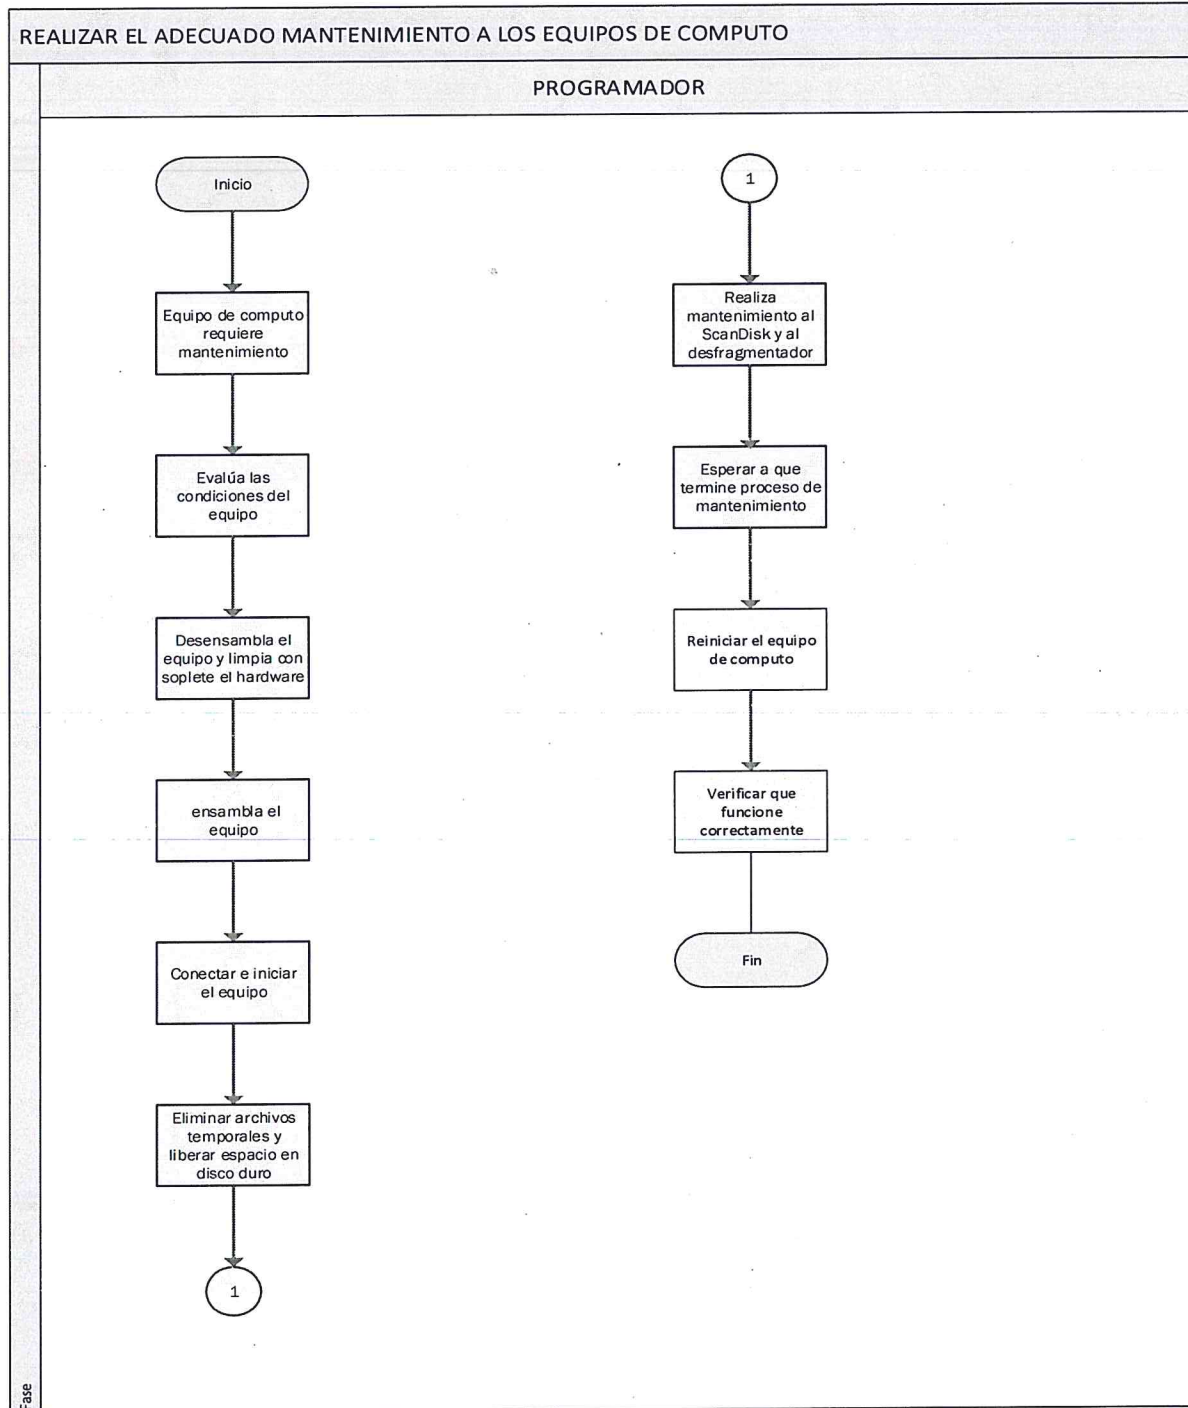 REALIZAR EL ADECUADO MANTENIMIENTO A LOS EQUIPOS DE COMPUTO
PROGRAMADOR
Inicio
Equipo de computo
requiere
mantenimiento
Evalúa las
condiciones del
equipo
Desensambla el
equipo y limpia con
soplete el hardware
ensambla el
equipo
Conectar e iniciar
el equipo
Eliminar archivos
temporales y
liberar espacio en
disco duro
1
1
Realiza
mantenimiento al
ScanDisk y al
desfragmentador
Esperar a que
termine proceso de
mantenimiento
Reiniciar el equipo
de computo
Verificar que
funcione
correctamente
Fin
Fase